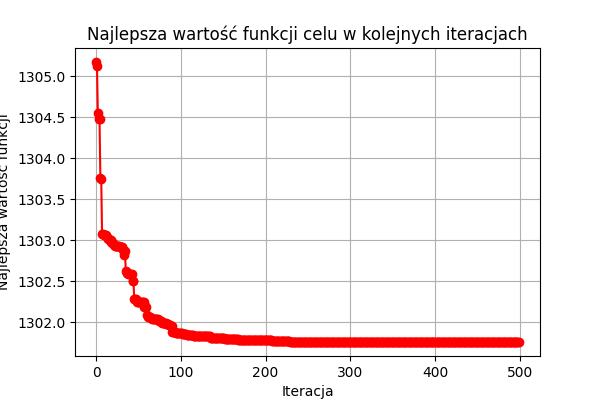 Najlepsza wartość funkcji celu w kolejnych iteracjach
Najlepsza wartość funkcji
1305.0
1304.5
1304.0
1303.5
1303.0
1302.5
1302.0
0 100 200 300 400 500
Iteracja